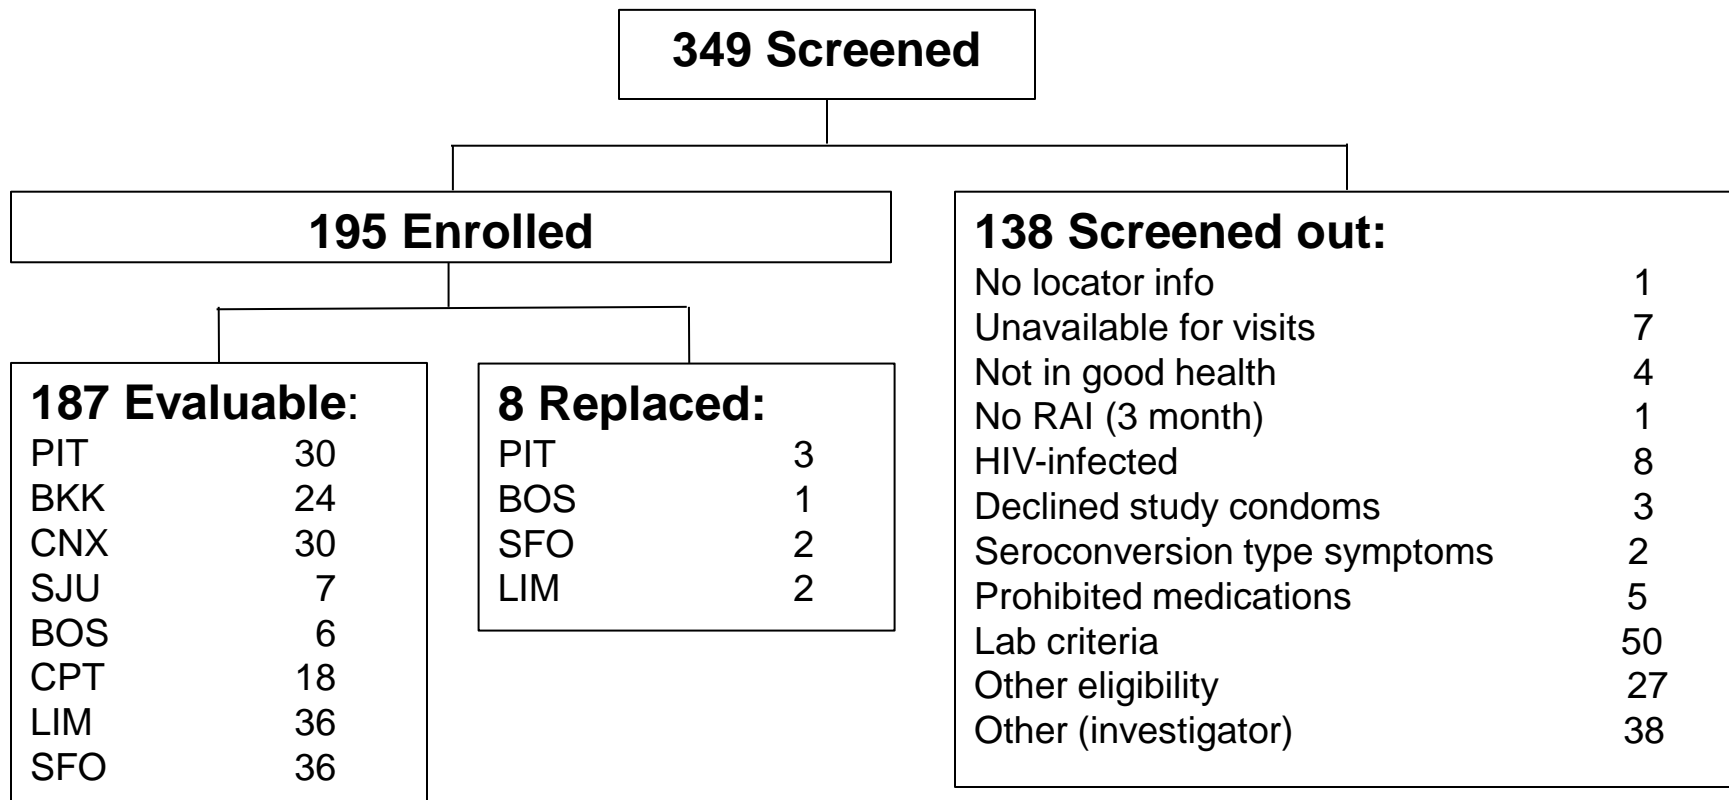 349 Screened
195 Enrolled
187 Evaluable:
PIT 30
BKK 24
CNX 30
SJU 7
BOS 6
CPT 18
LIM 36
SFO 36
8 Replaced:
PIT 3
BOS 1
SFO 2
LIM 2
138 Screened out:
No locator info 1
Unavailable for visits 7
Not in good health 4
No RAI (3 month) 1
HIV-infected 8
Declined study condoms 3
Seroconversion type symptoms 2
Prohibited medications 5
Lab criteria 50
Other eligibility 27
Other (investigator) 38